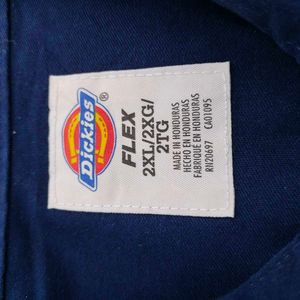 Dickies
®
FLEX
2XL/2XG/
2TG
MADE IN HONDURAS
HECHO EN HONDURAS
FABRIQUÉ EN HONDURAS
RN20697 CA01095